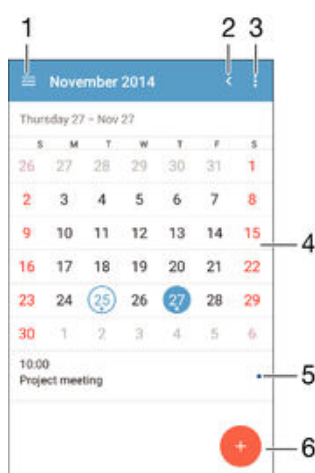 1 2 3
November 2014
Thursday 27 – Nov 27
S M T W T F S
26 27 28 29 30 31 1
2 3 4 5 6 7 8
9 10 11 12 13 14 15
4
16 17 18 19 20 21 22
23 24 25 26 27 28 29
30 1 2 3 4 5 6
10:00
Project meeting
5
+
6